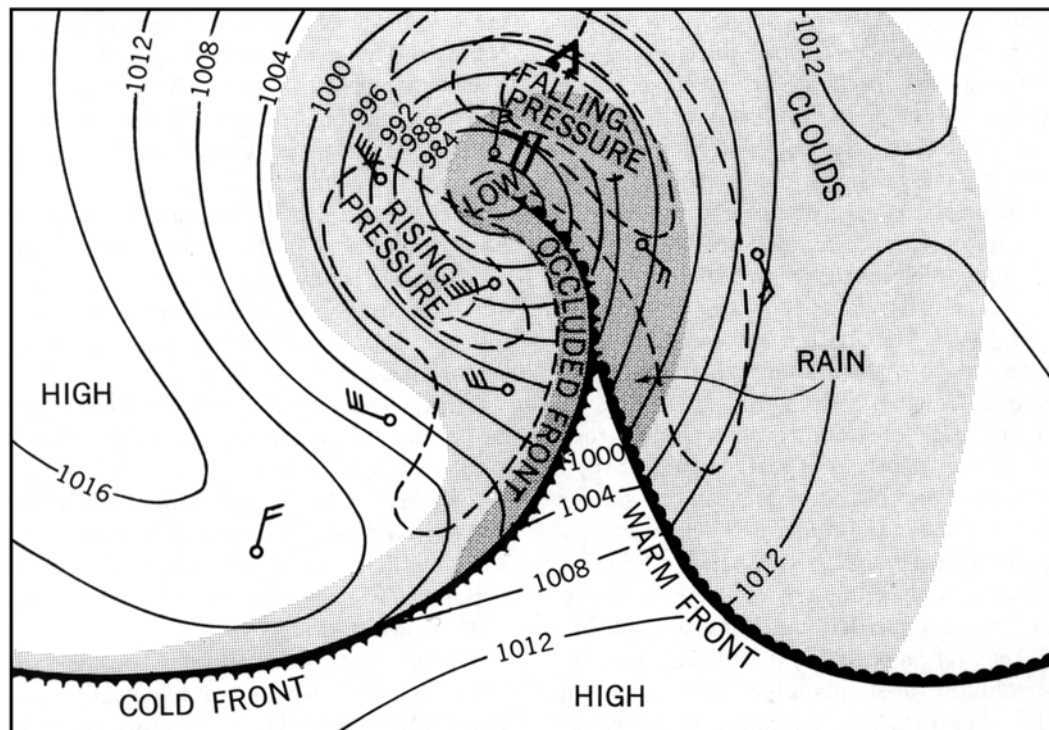 1012
1008
1004
1000
996
992
988
984
FALLING
PRESSURE
LOW
RISING
PRESSURE
OCCLUDED FRONT
1012
CLOUDS
RAIN
HIGH
1016
1000
1004
1008
1012
WARM FRONT
1012
COLD FRONT
HIGH